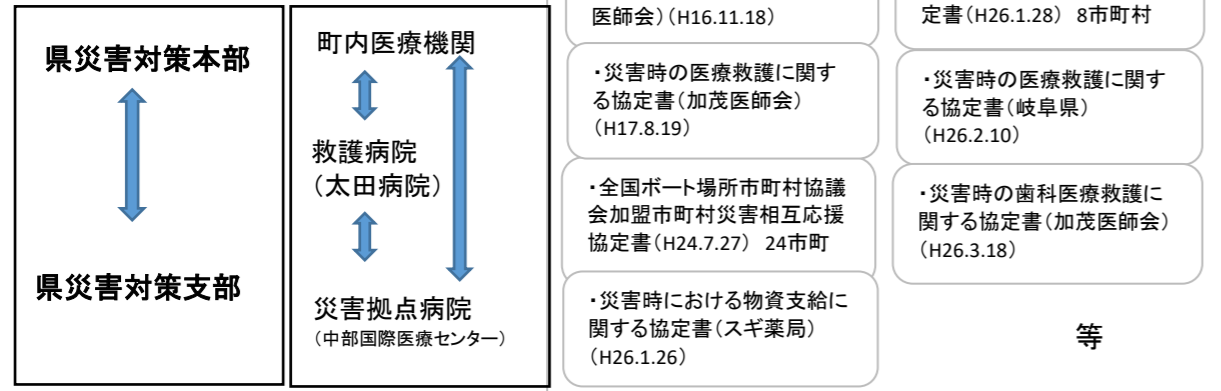 県災害対策本部
県災害対策支部
町内医療機関
救護病院
（太田病院）
災害拠点病院
（中部国際医療センター）
医師会）（H16.11.18）
・災害時の医療救護に関す
る協定書（加茂医師会）
（H17.8.19）
・全国ボート場所市町村協議
会加盟市町村災害相互応援
協定書（H24.7.27） 24市町
・災害時における物資支給に
関する協定書（スギ薬局）
（H26.1.26）
定書（H26.1.28） 8市町村
・災害時の医療救護に関す
る協定書（岐阜県）
（H26.2.10）
・災害時の歯科医療救護に
関する協定書（加茂医師会）
（H26.3.18）
等